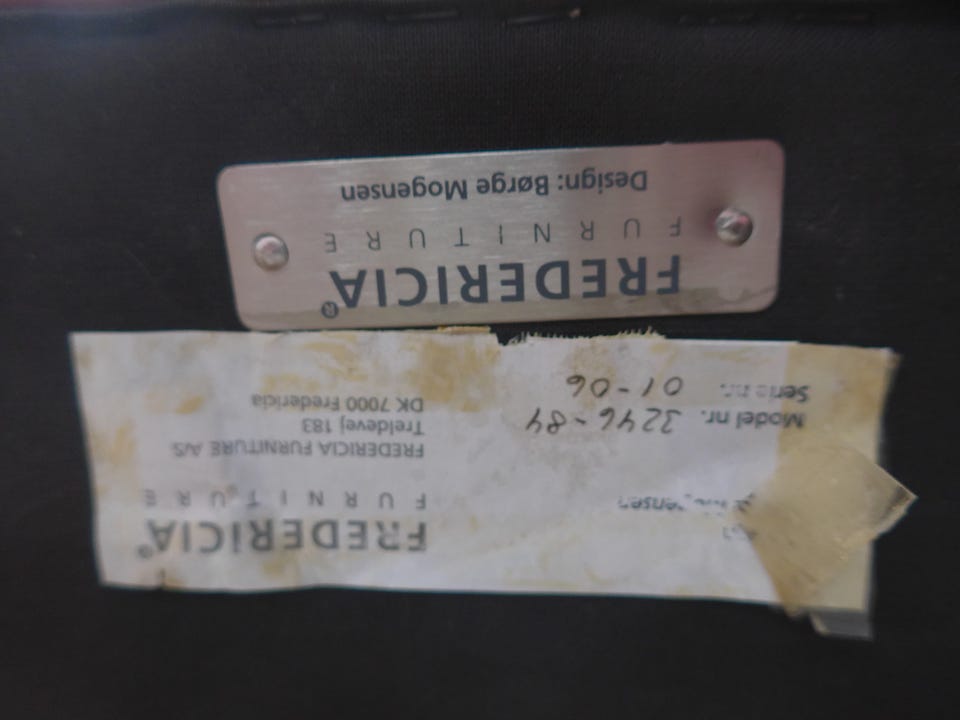 FREDERICIA®
FURNITURE
Design: Børge Mogensen
FREDERICIA®
FURNITURE
FREDERICIA FURNITURE A/S
Treldevej 183
DK 7000 Fredericia
Model nr. 3246-84
Serie nr. 01-06